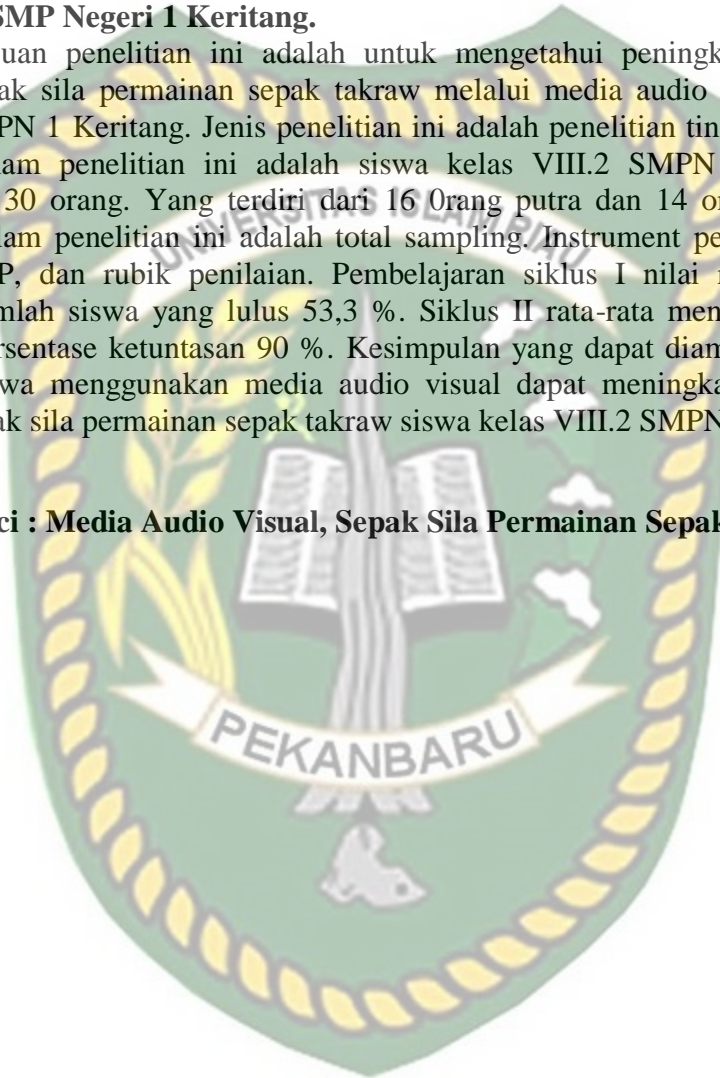 SMP Negeri 1 Keritang.
uan penelitian ini adalah untuk mengetahui peningk
ak sila permainan sepak takraw melalui media audio
PN 1 Keritang. Jenis penelitian ini adalah penelitian tin
lam penelitian ini adalah siswa kelas VIII.2 SMPN
30 orang. Yang terdiri dari 16 0rang putra dan 14 or
lam penelitian ini adalah total sampling. Instrument pe
P, dan rubik penilaian. Pembelajaran siklus I nilai r
mlah siswa yang lulus 53,3 %. Siklus II rata-rata men
rsentase ketuntasan 90 %. Kesimpulan yang dapat diam
wa menggunakan media audio visual dapat meningka
ak sila permainan sepak takraw siswa kelas VIII.2 SMPN
ci : Media Audio Visual, Sepak Sila Permainan Sepak
UNIVERSITAS ISLAM RIAU
PEKANBARU